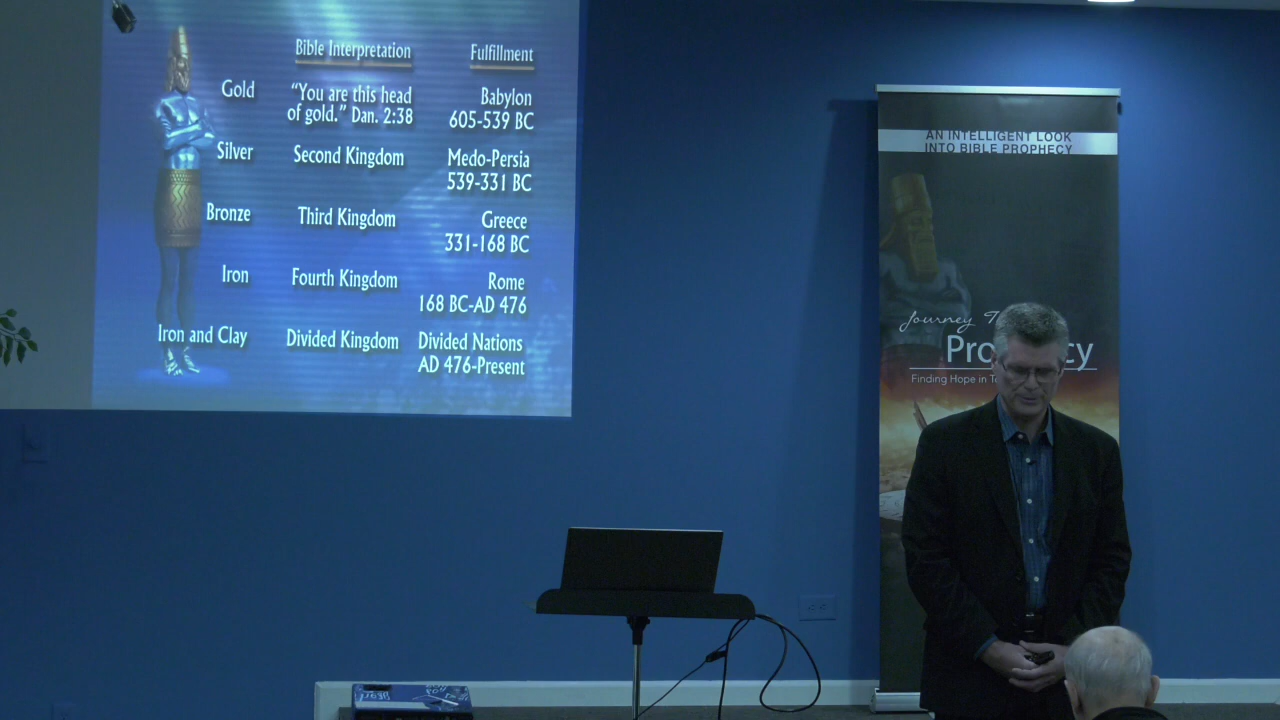 Bible Interpretation
Fulfillment
Gold
"You are this head
of gold." Dan. 2:38
Babylon
605-539 BC
Silver
Second Kingdom
Medo-Persia
539-331 BC
Bronze
Third Kingdom
Greece
331-168 BC
Iron
Fourth Kingdom
Rome
168 BC-AD 476
Iron and Clay
Divided Kingdom
Divided Nations
AD 476-Present
AN INTELLIGENT LOOK
INTO BIBLE PROPHECY
Journey
Pro cy
Finding Hope in